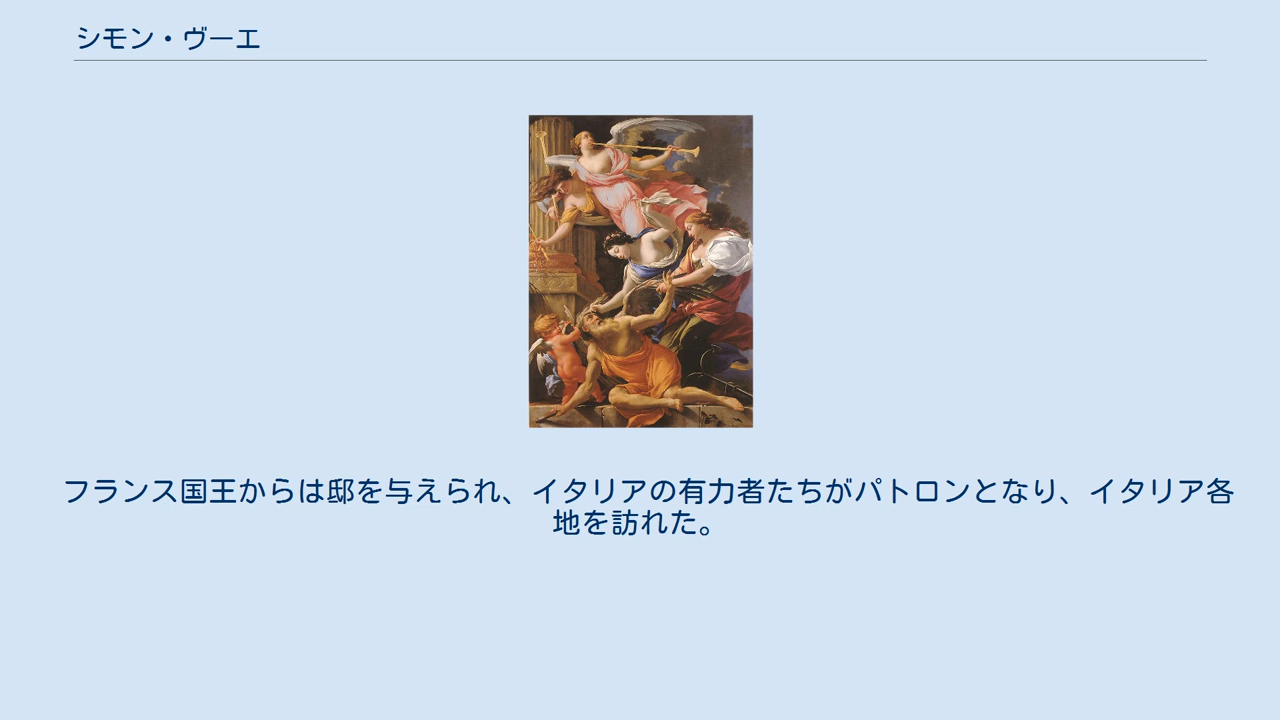 シモン・ヴーエ
フランス国王からは邸を与えられ、イタリアの有力者たちがパトロンとなり、イタリア各
地を訪れた。